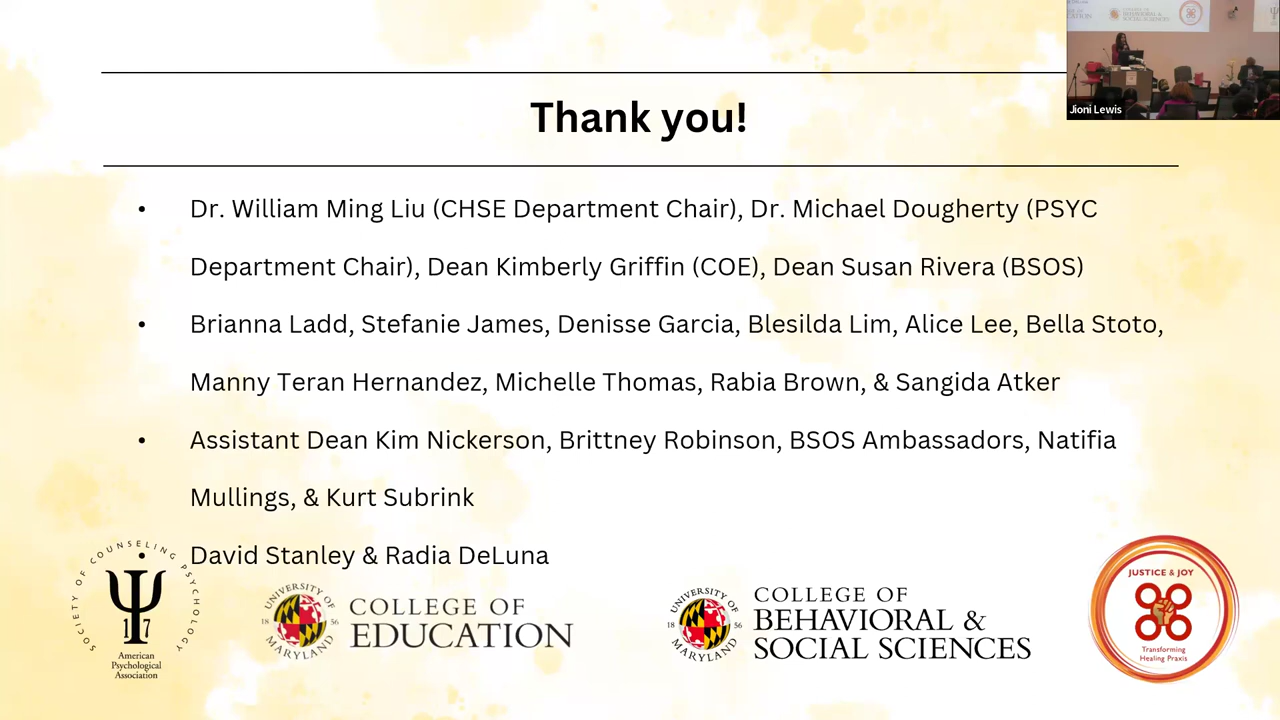 Thank you!
Jioni Lewis
• Dr. William Ming Liu (CHSE Department Chair), Dr. Michael Dougherty (PSYC
Department Chair), Dean Kimberly Griffin (COE), Dean Susan Rivera (BSOS)
• Brianna Ladd, Stefanie James, Denisse Garcia, Blesilda Lim, Alice Lee, Bella Stoto,
Manny Teran Hernandez, Michelle Thomas, Rabia Brown, & Sangida Atker
• Assistant Dean Kim Nickerson, Brittney Robinson, BSOS Ambassadors, Natifia
Mullings, & Kurt Subrink
• David Stanley & Radia DeLuna
SOCIETY OF COUNSELING PSYCHOLOGY
17
American
Psychological
Association
UNIVERSITY OF
18 56
MARYLAND
COLLEGE OF
EDUCATION
UNIVERSITY OF
18 56
MARYLAND
COLLEGE OF
BEHAVIORAL &
SOCIAL SCIENCES
JUSTICE & JOY
Transforming
Healing Praxis